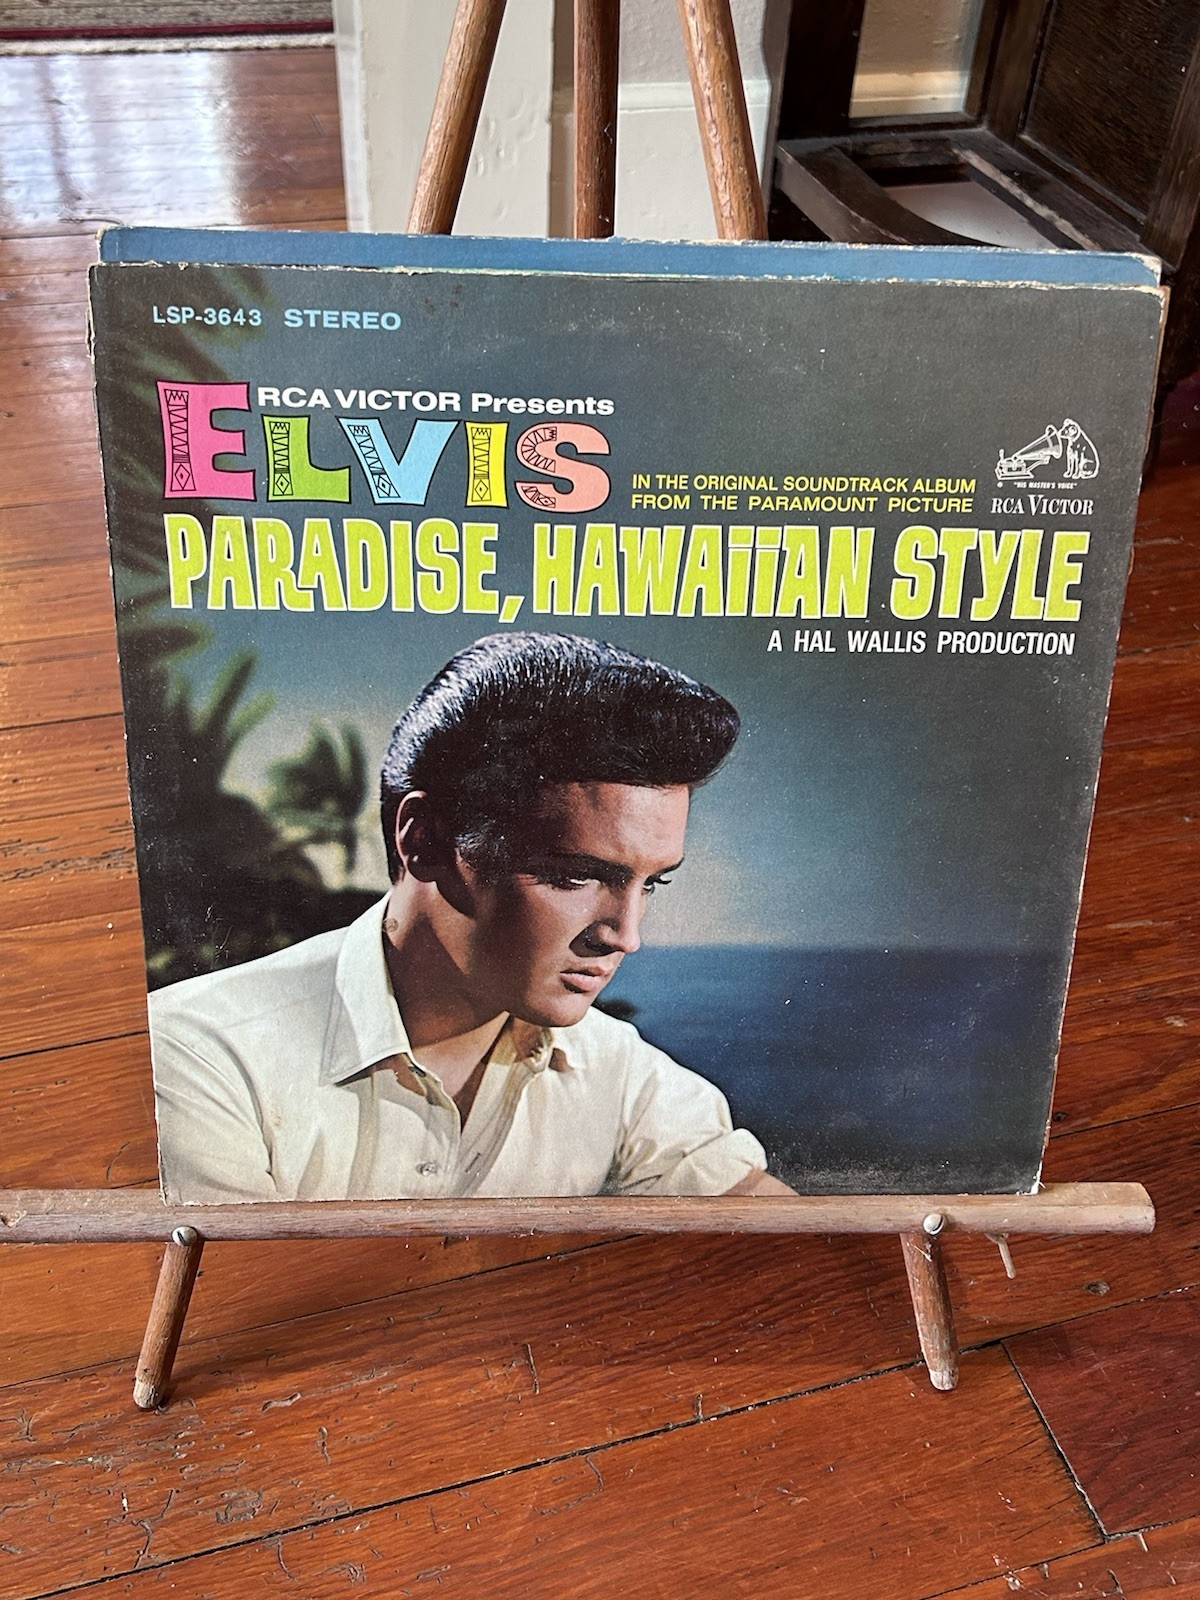 LSP-3643 STEREO
RCA VICTOR Presents
ELVIS
IN THE ORIGINAL SOUNDTRACK ALBUM
FROM THE PARAMOUNT PICTURE
"HIS MASTER'S VOICE"
RCA VICTOR
PARADISE, HAWAiiAN STYLE
A HAL WALLIS PRODUCTION